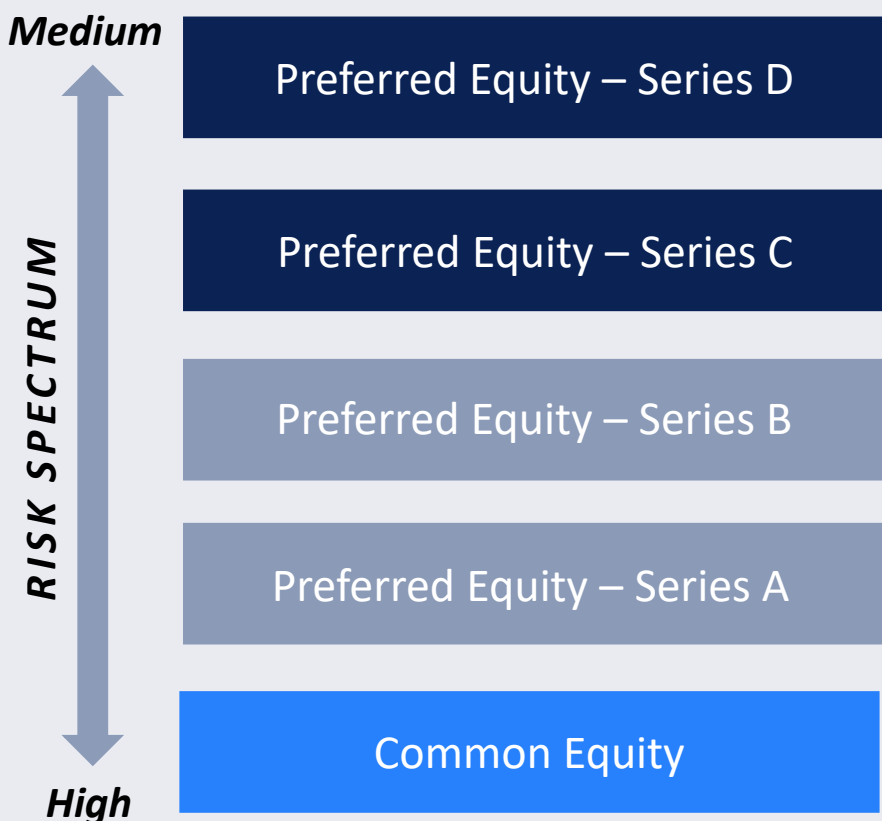 Medium
Preferred Equity – Series D
Preferred Equity – Series C
RISK SPECTRUM
Preferred Equity – Series B
Preferred Equity – Series A
Common Equity
High